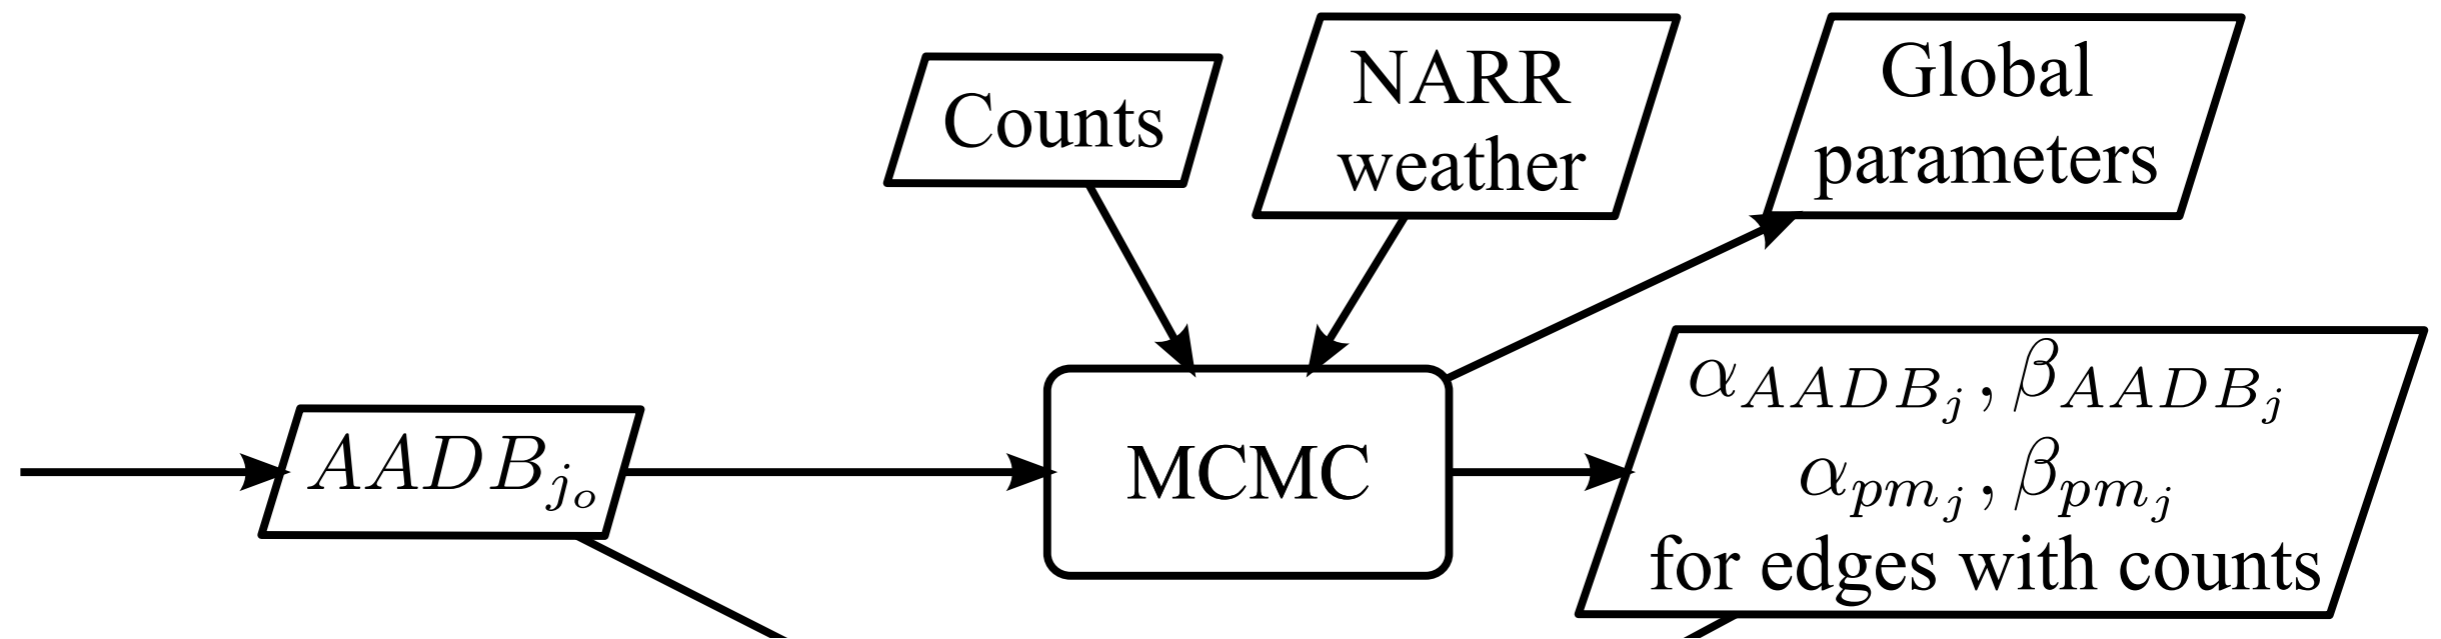 Counts
NARR
weather
Global
parameters
AADB_{j_o}
MCMC
α_{AADB_j}, β_{AADB_j}
α_{pm_j}, β_{pm_j}
for edges with counts